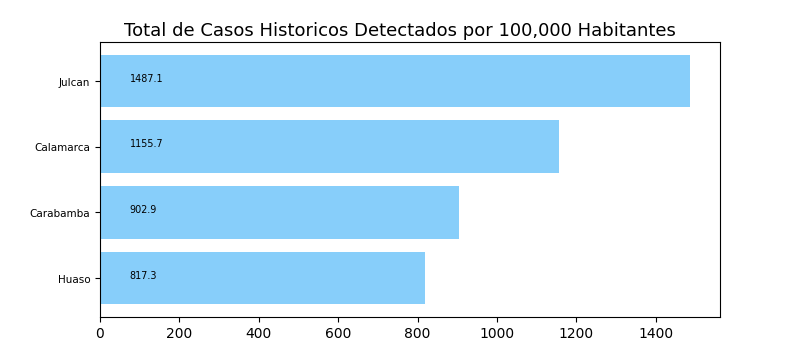 Total de Casos Historicos Detectados por 100,000 Habitantes
Julcan 1487.1
Calamarca 1155.7
Carabamba 902.9
Huaso 817.3
0 200 400 600 800 1000 1200 1400